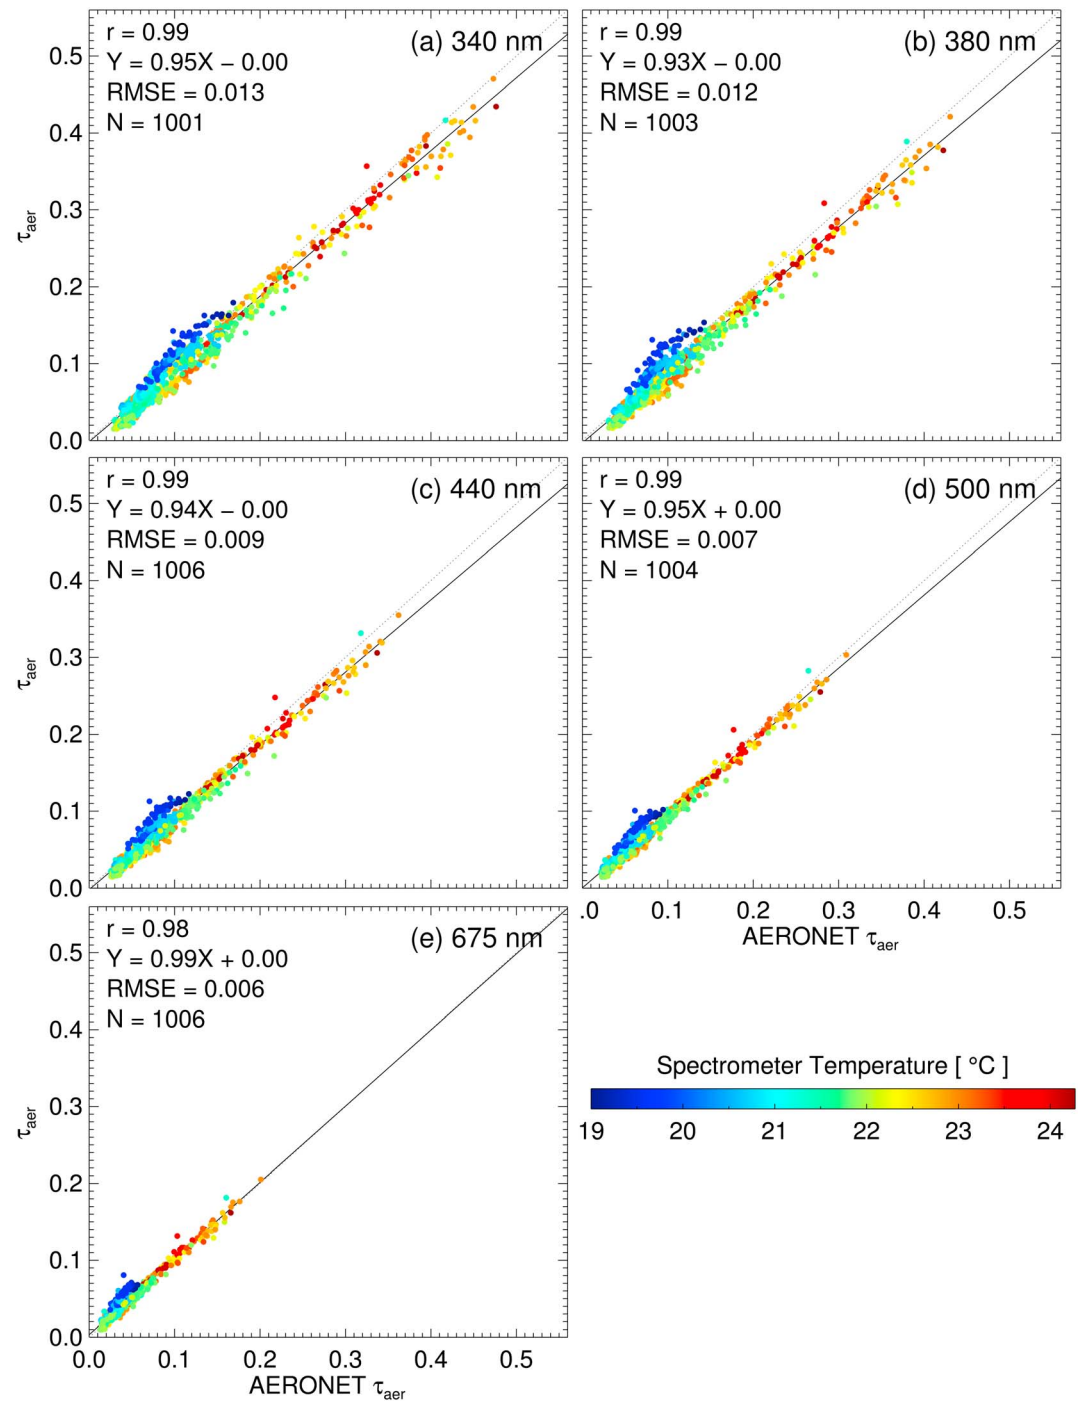 r = 0.99
Y = 0.95X − 0.00
RMSE = 0.013
N = 1001
(a) 340 nm
0.5
0.4
0.3
0.2
0.1
0.0
τaer
r = 0.99
Y = 0.93X − 0.00
RMSE = 0.012
N = 1003
(b) 380 nm
r = 0.99
Y = 0.94X − 0.00
RMSE = 0.009
N = 1006
(c) 440 nm
0.5
0.4
0.3
0.2
0.1
0.0
τaer
r = 0.99
Y = 0.95X + 0.00
RMSE = 0.007
N = 1004
(d) 500 nm
.0 0.1 0.2 0.3 0.4 0.5
AERONET τaer
r = 0.98
Y = 0.99X + 0.00
RMSE = 0.006
N = 1006
(e) 675 nm
0.5
0.4
0.3
0.2
0.1
0.0
τaer
0.0 0.1 0.2 0.3 0.4 0.5
AERONET τaer
Spectrometer Temperature [ °C ]
19 20 21 22 23 24